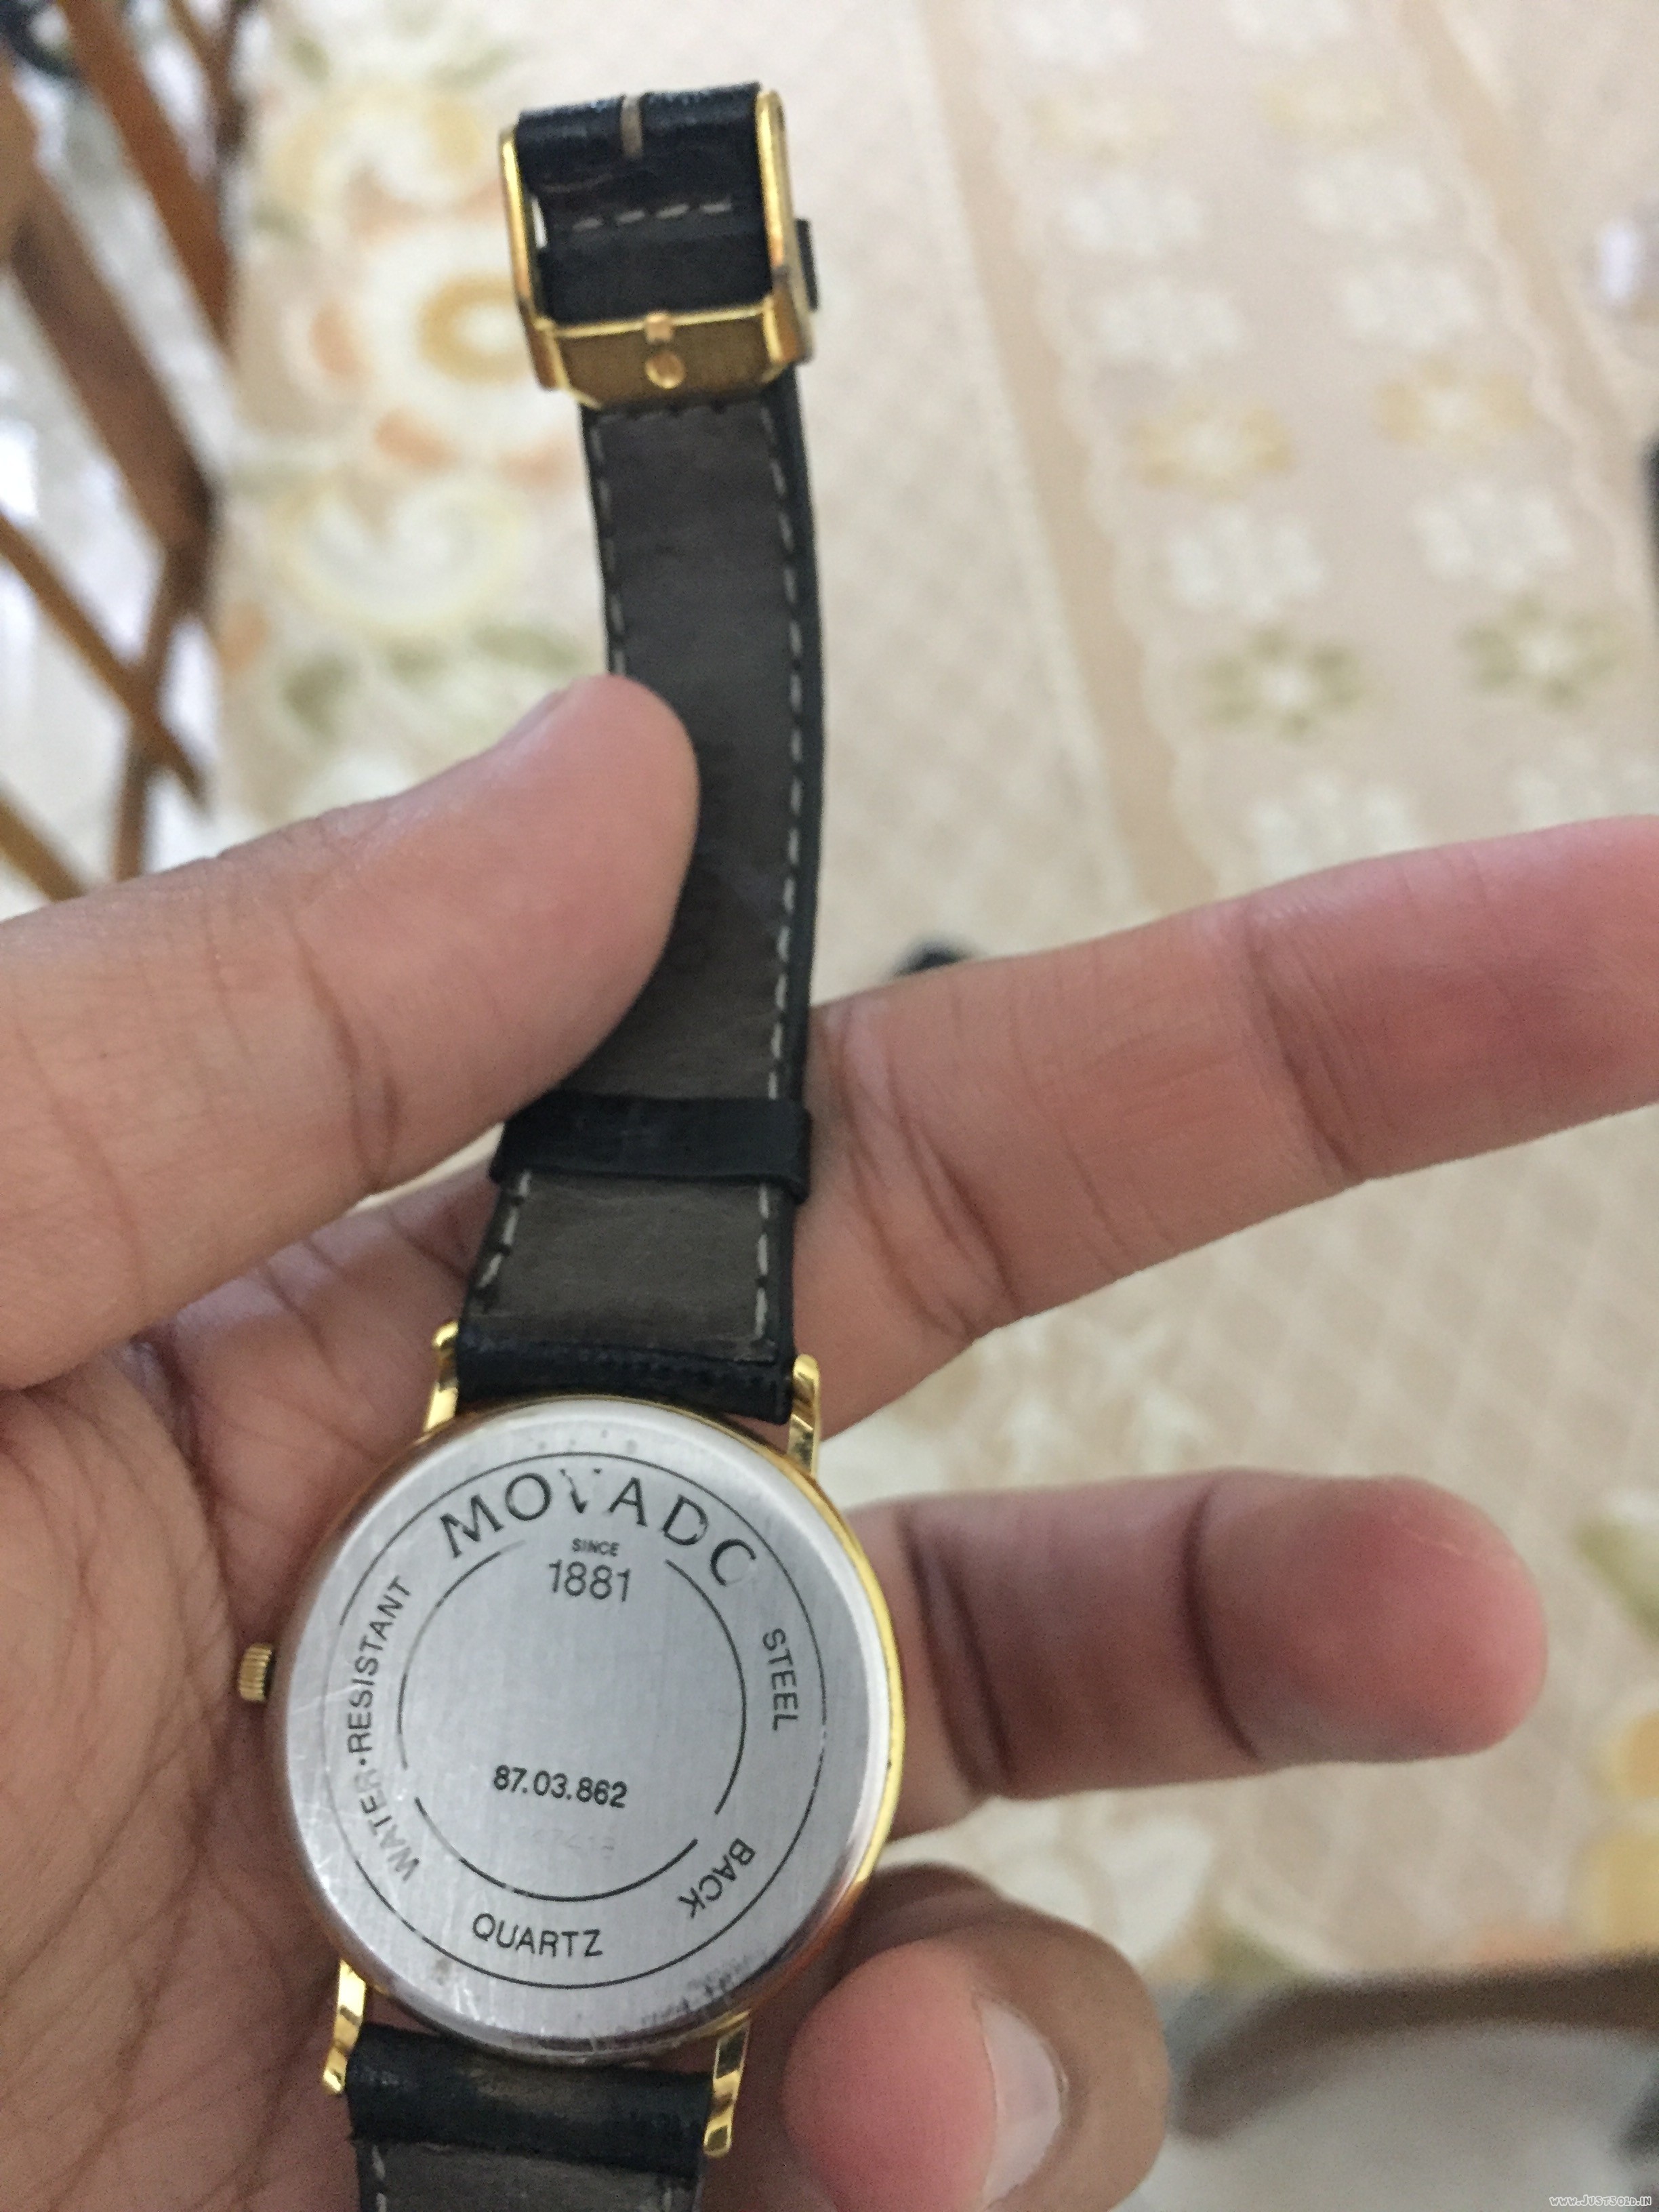 MOVADO
SINCE
1881
WATER•RESISTANT
STEEL
BACK
87.03.862
QUARTZ
www.JUSTSOLD.IN